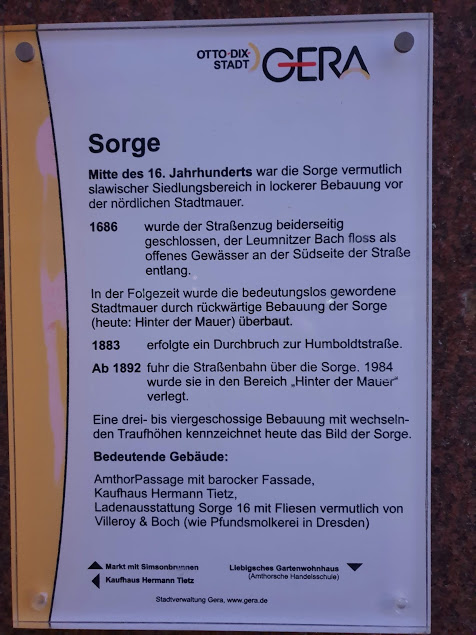 OTTO-DIX-
STADT
GERA
Sorge
Mitte des 16. Jahrhunderts war die Sorge vermutlich
slawischer Siedlungsbereich in lockerer Bebauung vor
der nördlichen Stadtmauer.
1686 wurde der Straßenzug beiderseitig
geschlossen, der Leumnitzer Bach floss als
offenes Gewässer an der Südseite der Straße
entlang.
In der Folgezeit wurde die bedeutungslos gewordene
Stadtmauer durch rückwärtige Bebauung der Sorge
(heute: Hinter der Mauer) überbaut.
1883 erfolgte ein Durchbruch zur Humboldtstraße.
Ab 1892 fuhr die Straßenbahn über die Sorge. 1984
wurde sie in den Bereich „Hinter der Mauer“
verlegt.
Eine drei- bis viergeschossige Bebauung mit wechseln-
den Traufhöhen kennzeichnet heute das Bild der Sorge.
Bedeutende Gebäude:
AmthorPassage mit barocker Fassade,
Kaufhaus Hermann Tietz,
Ladenausstattung Sorge 16 mit Fliesen vermutlich von
Villeroy & Boch (wie Pfundsmolkerei in Dresden)
Markt mit Simsonbrunnen
Kaufhaus Hermann Tietz
Liebigsches Gartenwohnhaus
(Amthorsche Handelsschule)
Stadtverwaltung Gera, www.gera.de